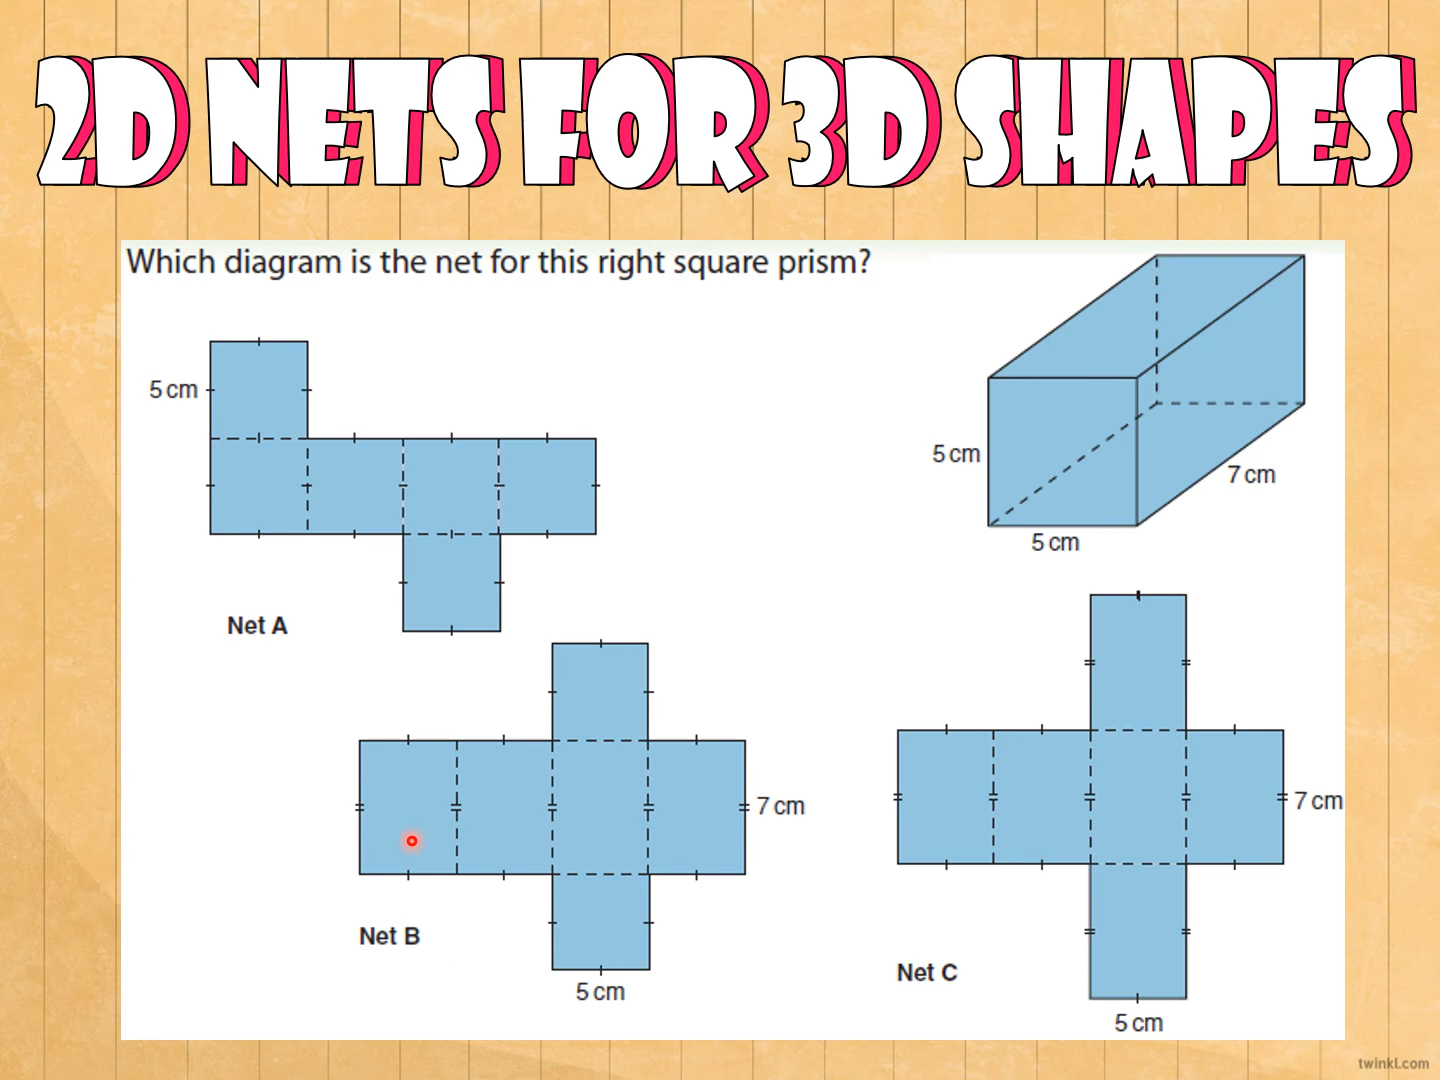 2D NETS FOR 3D SHAPES
Which diagram is the net for this right square prism?
5 cm
Net A
5 cm
7 cm
5 cm
7 cm
Net B
5 cm
7 cm
Net C
5 cm
twinkl.com